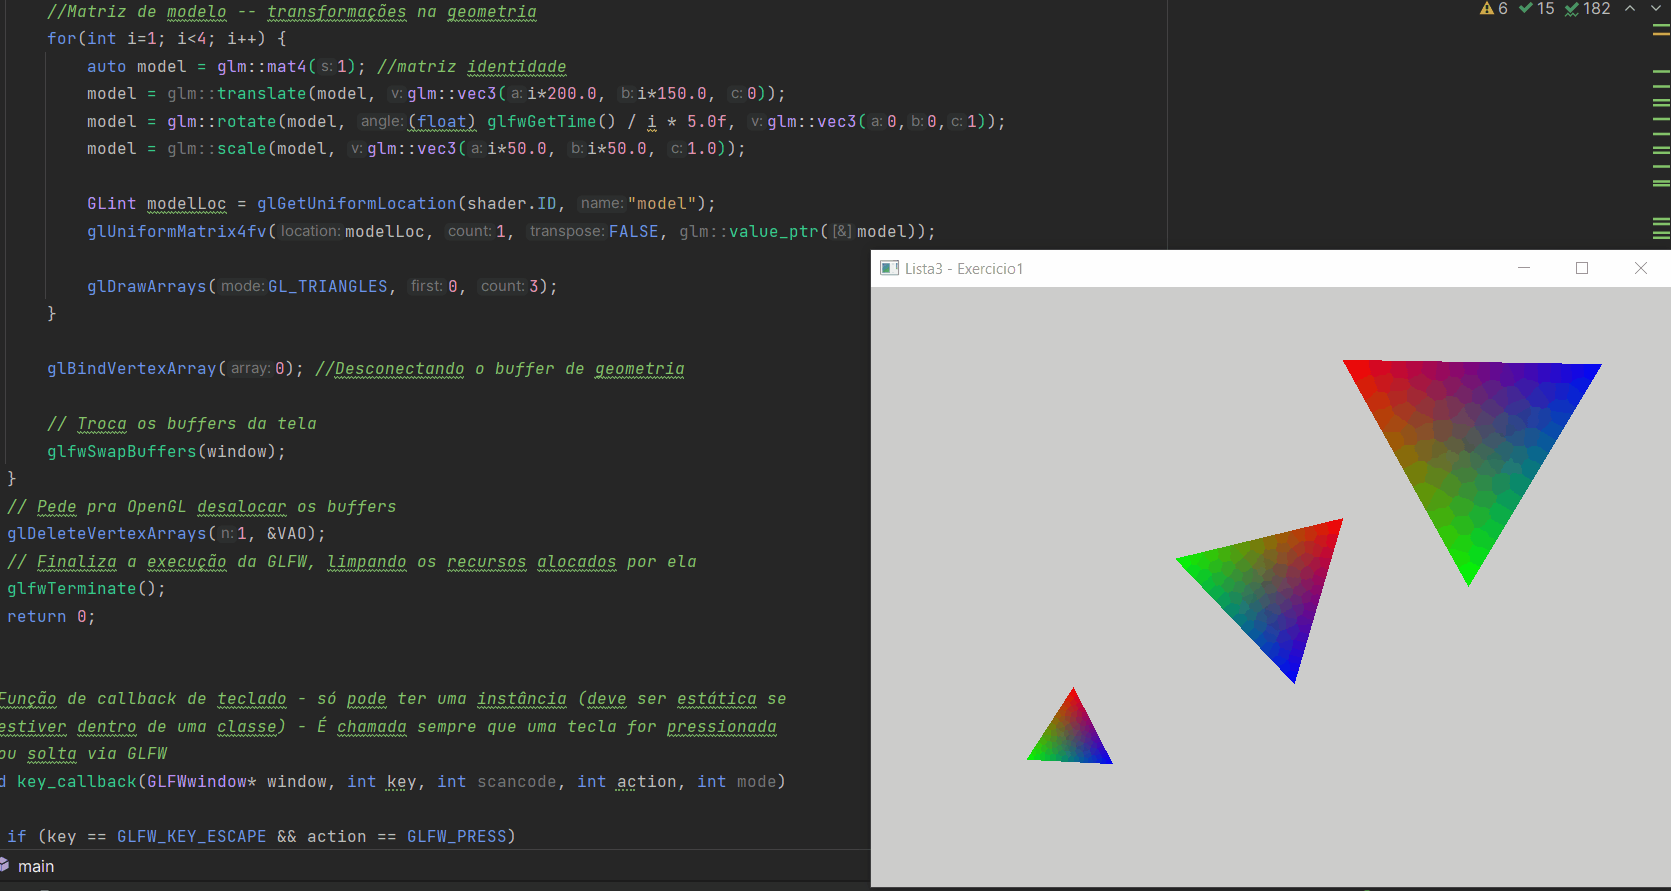 //Matriz de modelo -- transformações na geometria
6 15 182
for(int i=1; i<4; i++) {
auto model = glm::mat4( s: 1); //matriz identidade
model = glm::translate(model, v: glm::vec3( a: i*200.0, b: i*150.0, c: 0));
model = glm::rotate(model, angle: (float) glfwGetTime() / i * 5.0f, v: glm::vec3( a: 0, b: 0, c: 1));
model = glm::scale(model, v: glm::vec3( a: i*50.0, b: i*50.0, c: 1.0));
GLint modelLoc = glGetUniformLocation(shader.ID, name: "model");
glUniformMatrix4fv( location: modelLoc, count: 1, transpose: FALSE, glm::value_ptr( [&] model));
glDrawArrays( mode: GL_TRIANGLES, first: 0, count: 3);
}
glBindVertexArray( array: 0); //Desconectando o buffer de geometria
// Troca os buffers da tela
glfwSwapBuffers(window);
}
// Pede pra OpenGL desalocar os buffers
glDeleteVertexArrays( n: 1, &VAO);
// Finaliza a execução da GLFW, limpando os recursos alocados por ela
glfwTerminate();
return 0;
Função de callback de teclado - só pode ter uma instância (deve ser estática se
estiver dentro de uma classe) - É chamada sempre que uma tecla for pressionada
ou solta via GLFW
d key_callback(GLFWwindow* window, int key, int scancode, int action, int mode)
if (key == GLFW_KEY_ESCAPE && action == GLFW_PRESS)
main
Lista3 - Exercicio1